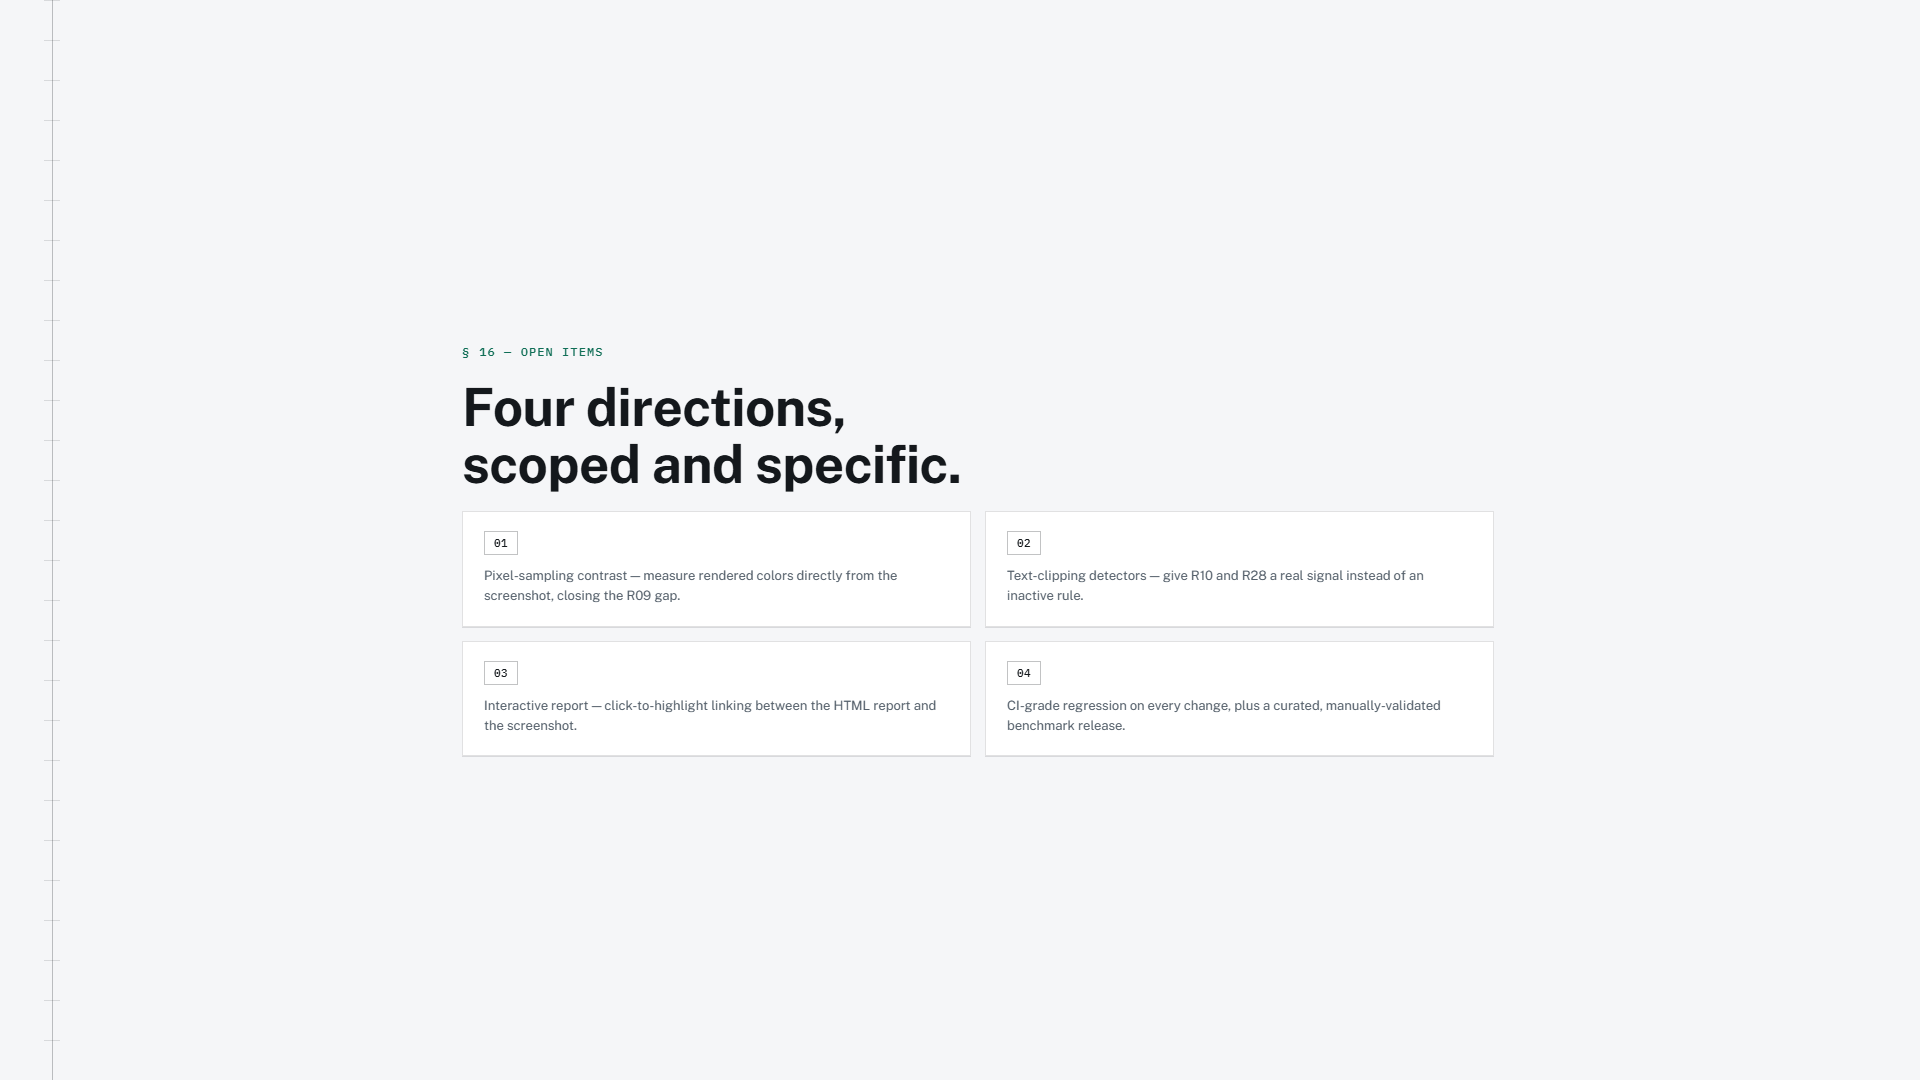 § 16 — OPEN ITEMS
Four directions,
scoped and specific.
01
Pixel-sampling contrast — measure rendered colors directly from the
screenshot, closing the R09 gap.
02
Text-clipping detectors — give R10 and R28 a real signal instead of an
inactive rule.
03
Interactive report — click-to-highlight linking between the HTML report and
the screenshot.
04
CI-grade regression on every change, plus a curated, manually-validated
benchmark release.